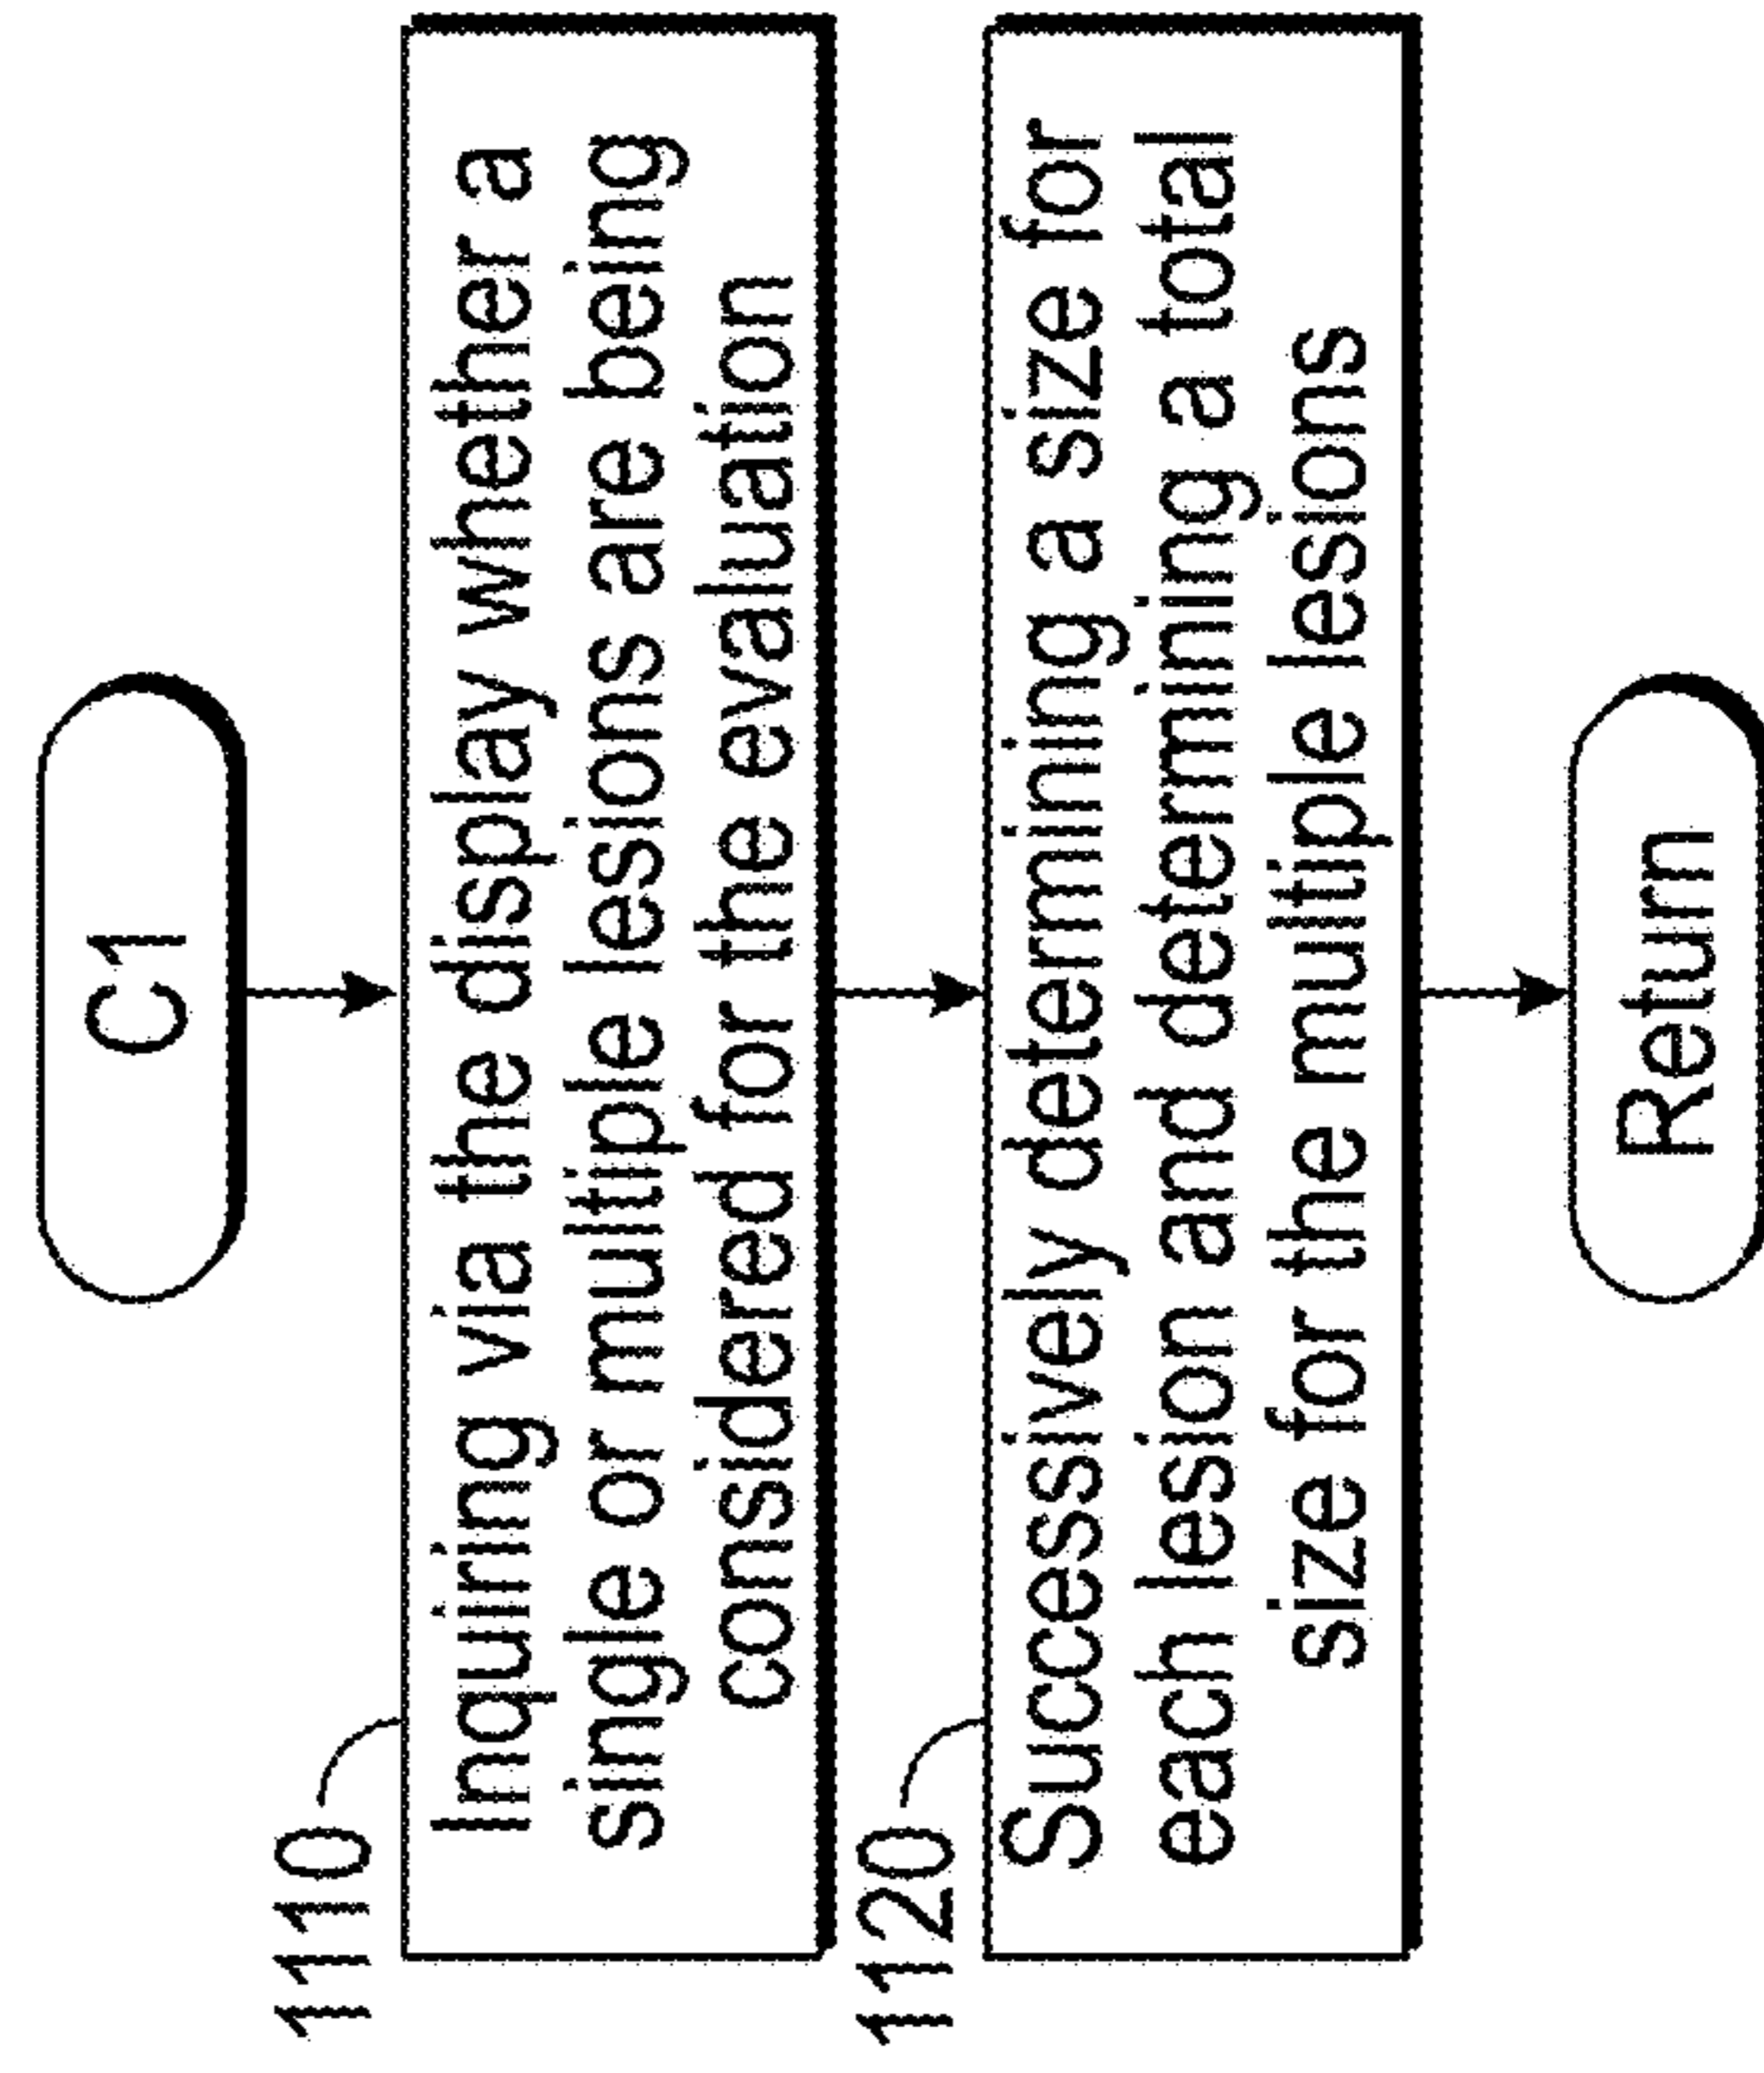 C1
1110
Inquiring via the display whether a
single or multiple lesions are being
considered for the evaluation
1120
Successively determining a size for
each lesion and determining a total
size for the multiple lesions
Return